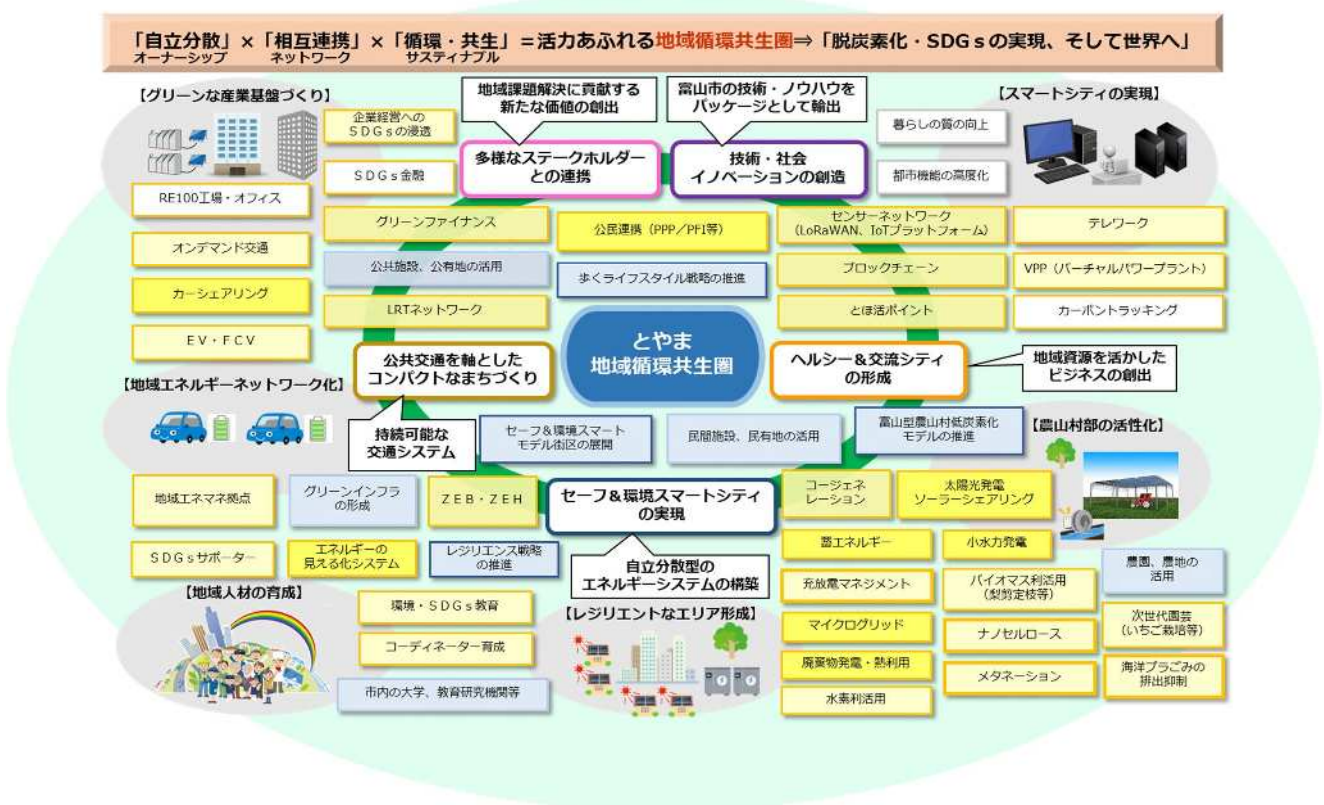 「自立分散」×「相互連携」×「循環・共生」＝活力あふれる地域循環共生圏⇒「脱炭素化・SDGsの実現、そして世界へ」
オーナーシップ ネットワーク サスティナブル
【グリーンな産業基盤づくり】
地域課題解決に貢献する
新たな価値の創出
富山市の技術・ノウハウを
パッケージとして輸出
【スマートシティの実現】
企業経営への
SDGsの浸透
暮らしの質の向上
多様なステークホルダー
との連携
技術・社会
イノベーションの創造
SDGs金融
都市機能の高度化
RE100工場・オフィス
グリーンファイナンス
公民連携（PPP／PFI等）
センサーネットワーク
（LoRaWAN、IoTプラットフォーム）
テレワーク
オンデマンド交通
公共施設、公有地の活用
歩くライフスタイル戦略の推進
ブロックチェーン
VPP（バーチャルパワープラント）
カーシェアリング
LRTネットワーク
とほ活ポイント
カーボントラッキング
EV・FCV
とやま
地域循環共生圏
公共交通を軸とした
コンパクトなまちづくり
ヘルシー＆交流シティ
の形成
地域資源を活かした
ビジネスの創出
【地域エネルギーネットワーク化】
持続可能な
交通システム
セーフ＆環境スマート
モデル街区の展開
民間施設、民有地の活用
富山型農山村低炭素化
モデルの推進
【農山村部の活性化】
地域エネマネ拠点
グリーンインフラ
の形成
ZEB・ZEH
セーフ＆環境スマートシティ
の実現
コージェネ
レーション
太陽光発電
ソーラーシェアリング
SDGsサポーター
エネルギーの
見える化システム
レジリエンス戦略
の推進
自立分散型の
エネルギーシステムの構築
蓄エネルギー
小水力発電
農園、農地の
活用
【地域人材の育成】
環境・SDGs教育
【レジリエントなエリア形成】
充放電マネジメント
バイオマス利活用
（梨剪定枝等）
コーディネーター育成
マイクログリッド
ナノセルロース
次世代園芸
（いちご栽培等）
市内の大学、教育研究機関等
廃棄物発電・熱利用
メタネーション
海洋プラごみの
排出抑制
水素利活用